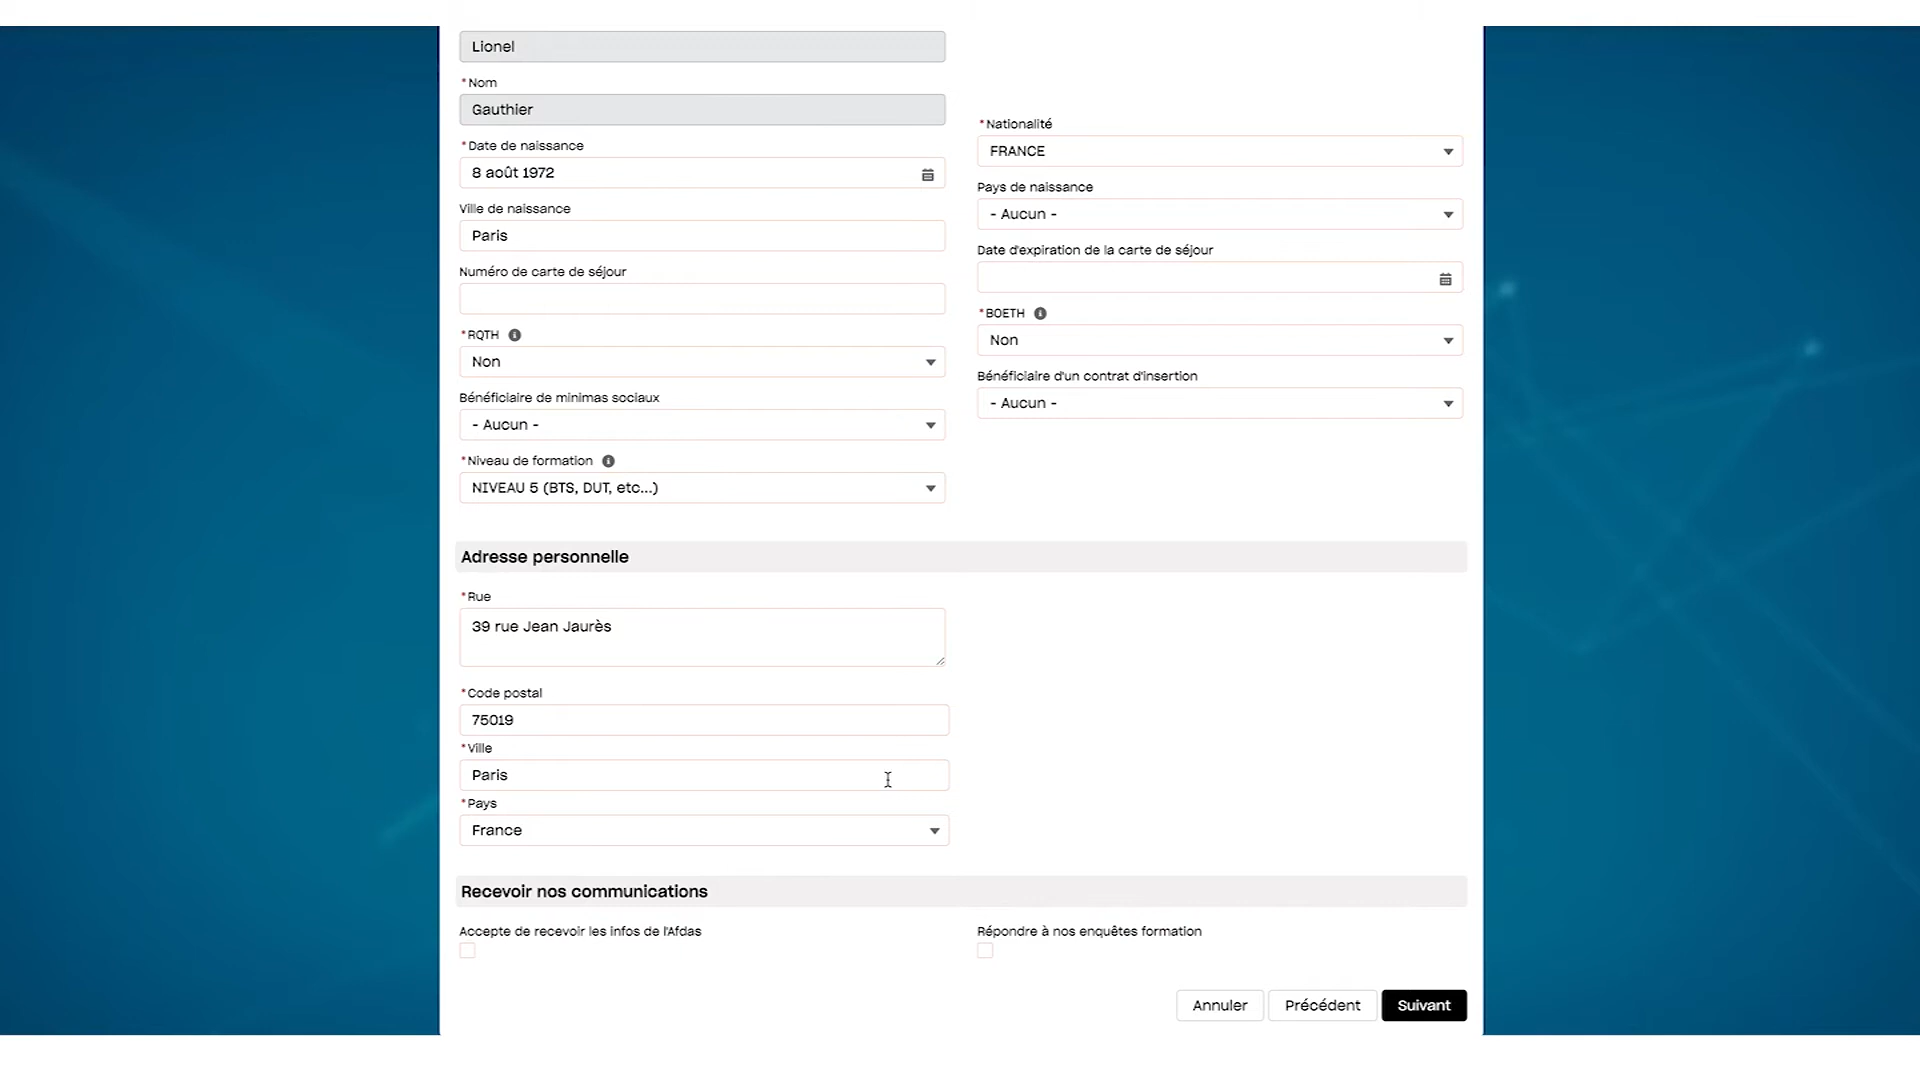 Lionel
*Nom
Gauthier
*Date de naissance
8 août 1972
Ville de naissance
Paris
Numéro de carte de séjour
*RQTH
Non
Bénéficiaire de minimas sociaux
- Aucun -
*Niveau de formation
NIVEAU 5 (BTS, DUT, etc...)
*Nationalité
FRANCE
Pays de naissance
- Aucun -
Date d'expiration de la carte de séjour
*BOETH
Non
Bénéficiaire d'un contrat d'insertion
- Aucun -
Adresse personnelle
*Rue
39 rue Jean Jaurès
*Code postal
75019
*Ville
Paris
*Pays
France
Recevoir nos communications
Accepte de recevoir les infos de l'Afdas
Répondre à nos enquêtes formation
Annuler
Précédent
Suivant